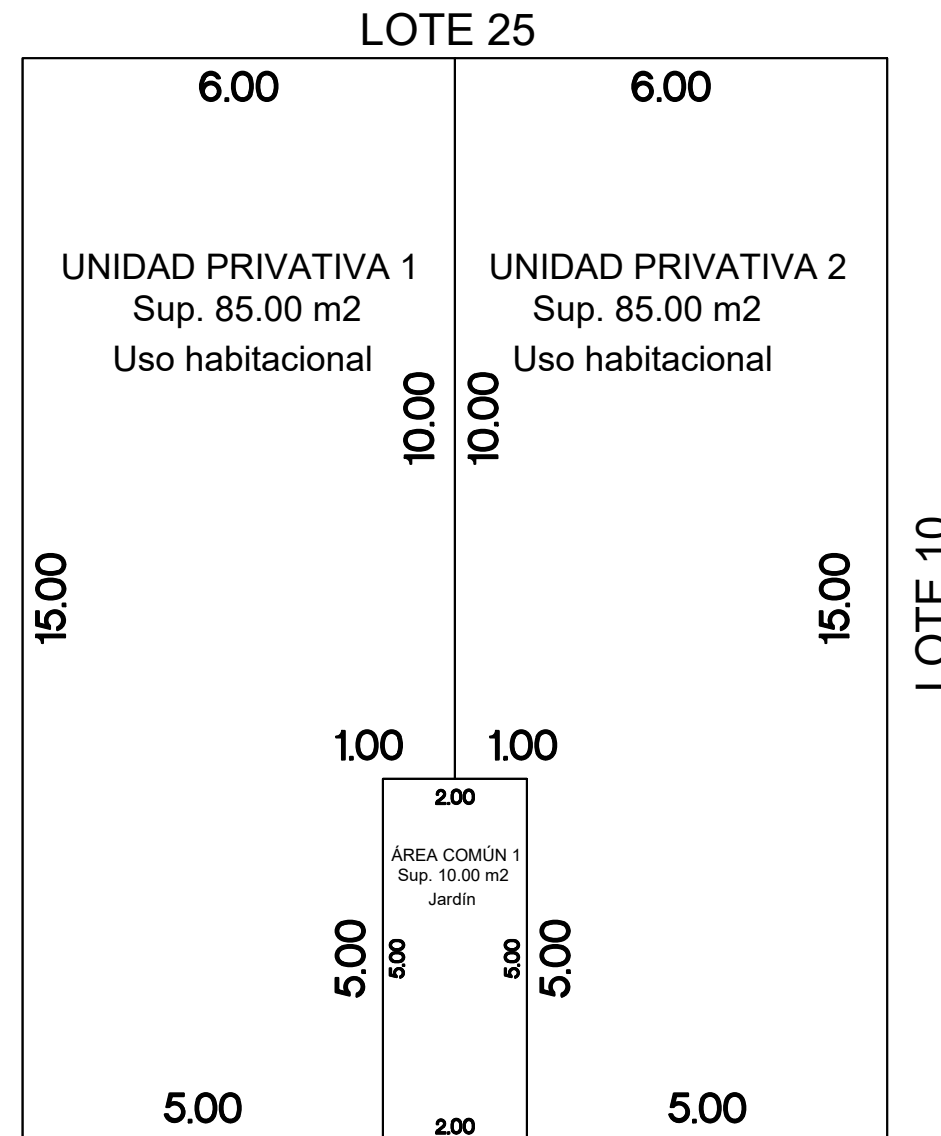 LOTE 25
6.00
6.00
UNIDAD PRIVATIVA 1
Sup. 85.00 m2
Uso habitacional
UNIDAD PRIVATIVA 2
Sup. 85.00 m2
Uso habitacional
10.00
10.00
15.00
15.00
LOTE 10
1.00
1.00
2.00
ÁREA COMÚN 1
Sup. 10.00 m2
Jardín
5.00
5.00
5.00
5.00
5.00
2.00
5.00